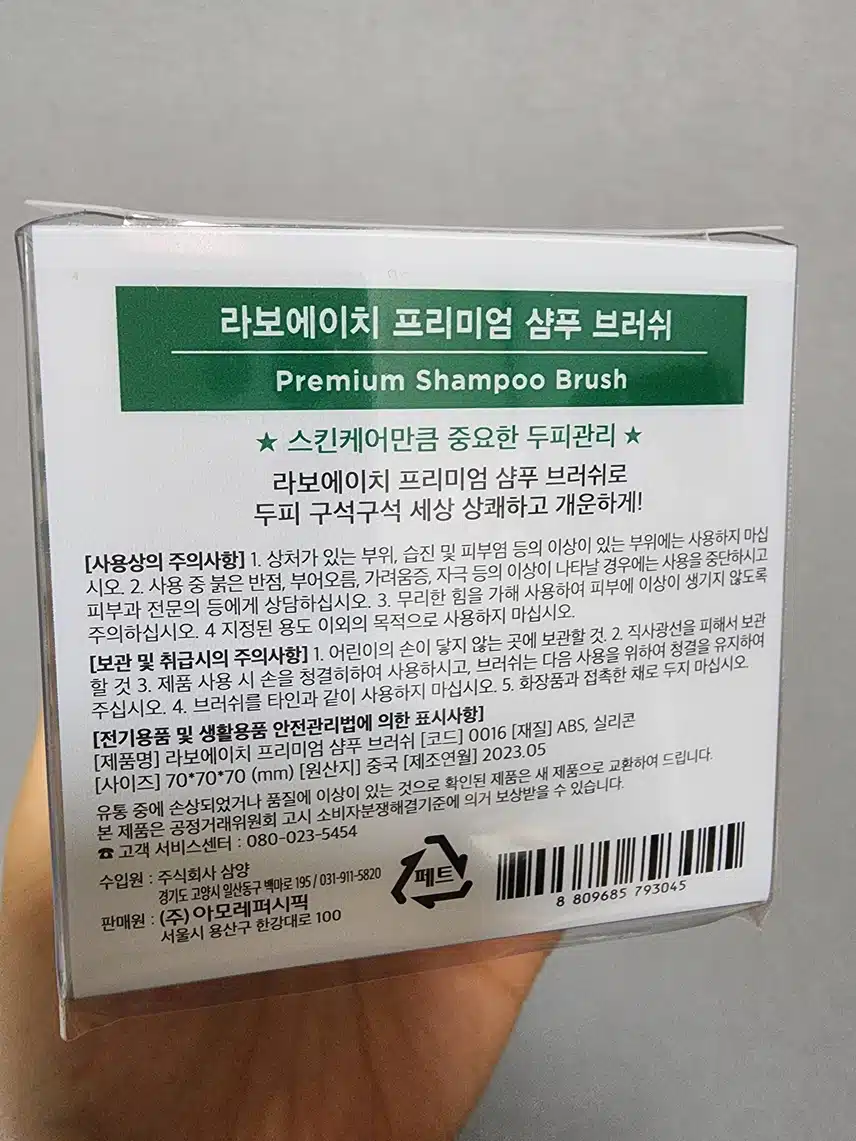 라보에이치 프리미엄 샴푸 브러쉬
Premium Shampoo Brush
★ 스킨케어만큼 중요한 두피관리 ★
라보에이치 프리미엄 샴푸 브러쉬로
두피 구석구석 세상 상쾌하고 개운하게!
[사용상의 주의사항] 1. 상처가 있는 부위, 습진 및 피부염 등의 이상이 있는 부위에는 사용하지 마십
시오. 2. 사용 중 붉은 반점, 부어오름, 가려움증, 자극 등의 이상이 나타날 경우에는 사용을 중단하시고
피부과 전문의 등에게 상담하십시오. 3. 무리한 힘을 가해 사용하여 피부에 이상이 생기지 않도록
주의하십시오. 4 지정된 용도 이외의 목적으로 사용하지 마십시오.
[보관 및 취급시의 주의사항] 1. 어린이의 손이 닿지 않는 곳에 보관할 것. 2. 직사광선을 피해서 보관
할 것 3. 제품 사용 시 손을 청결히하여 사용하시고, 브러쉬는 다음 사용을 위하여 청결을 유지하여
주십시오. 4. 브러쉬를 타인과 같이 사용하지 마십시오. 5. 화장품과 접촉한 채로 두지 마십시오.
[전기용품 및 생활용품 안전관리법에 의한 표시사항]
[제품명] 라보에이치 프리미엄 샴푸 브러쉬 [코드] 0016 [재질] ABS, 실리콘
[사이즈] 70*70*70 (mm) [원산지] 중국 [제조연월] 2023.05
유통 중에 손상되었거나 품질에 이상이 있는 것으로 확인된 제품은 새 제품으로 교환하여 드립니다.
본 제품은 공정거래위원회 고시 소비자분쟁해결기준에 의거 보상받을 수 있습니다.
☎ 고객 서비스센터 : 080-023-5454
수입원 : 주식회사 삼양
경기도 고양시 일산동구 백마로 195 / 031-911-5820
판매원 : (주)아모레퍼시픽
서울시 용산구 한강대로 100
페트
8 809685 793045